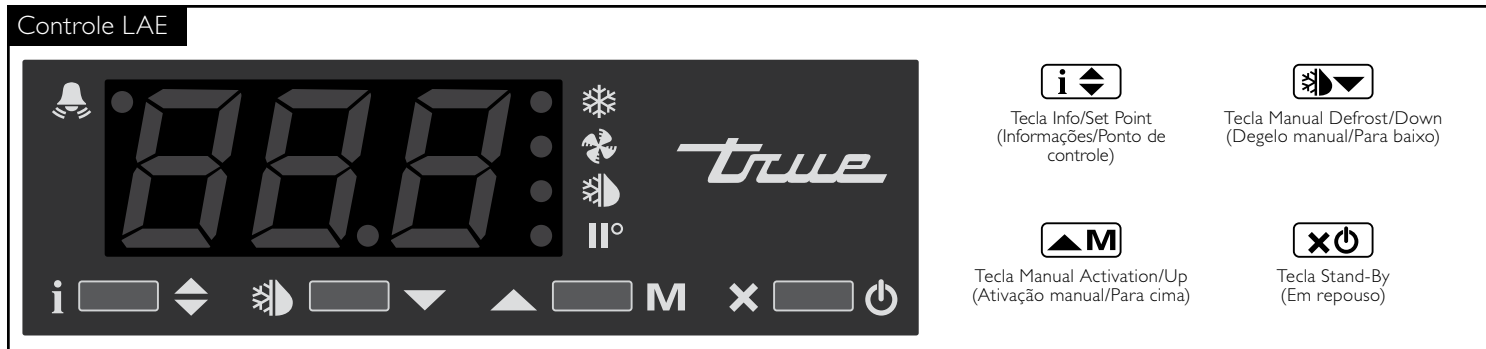 Controle LAE
true
II°
i
M
i
Tecla Info/Set Point
(Informações/Ponto de
controle)
Tecla Manual Defrost/Down
(Degelo manual/Para baixo)
M
Tecla Manual Activation/Up
(Ativação manual/Para cima)
Tecla Stand-By
(Em repouso)